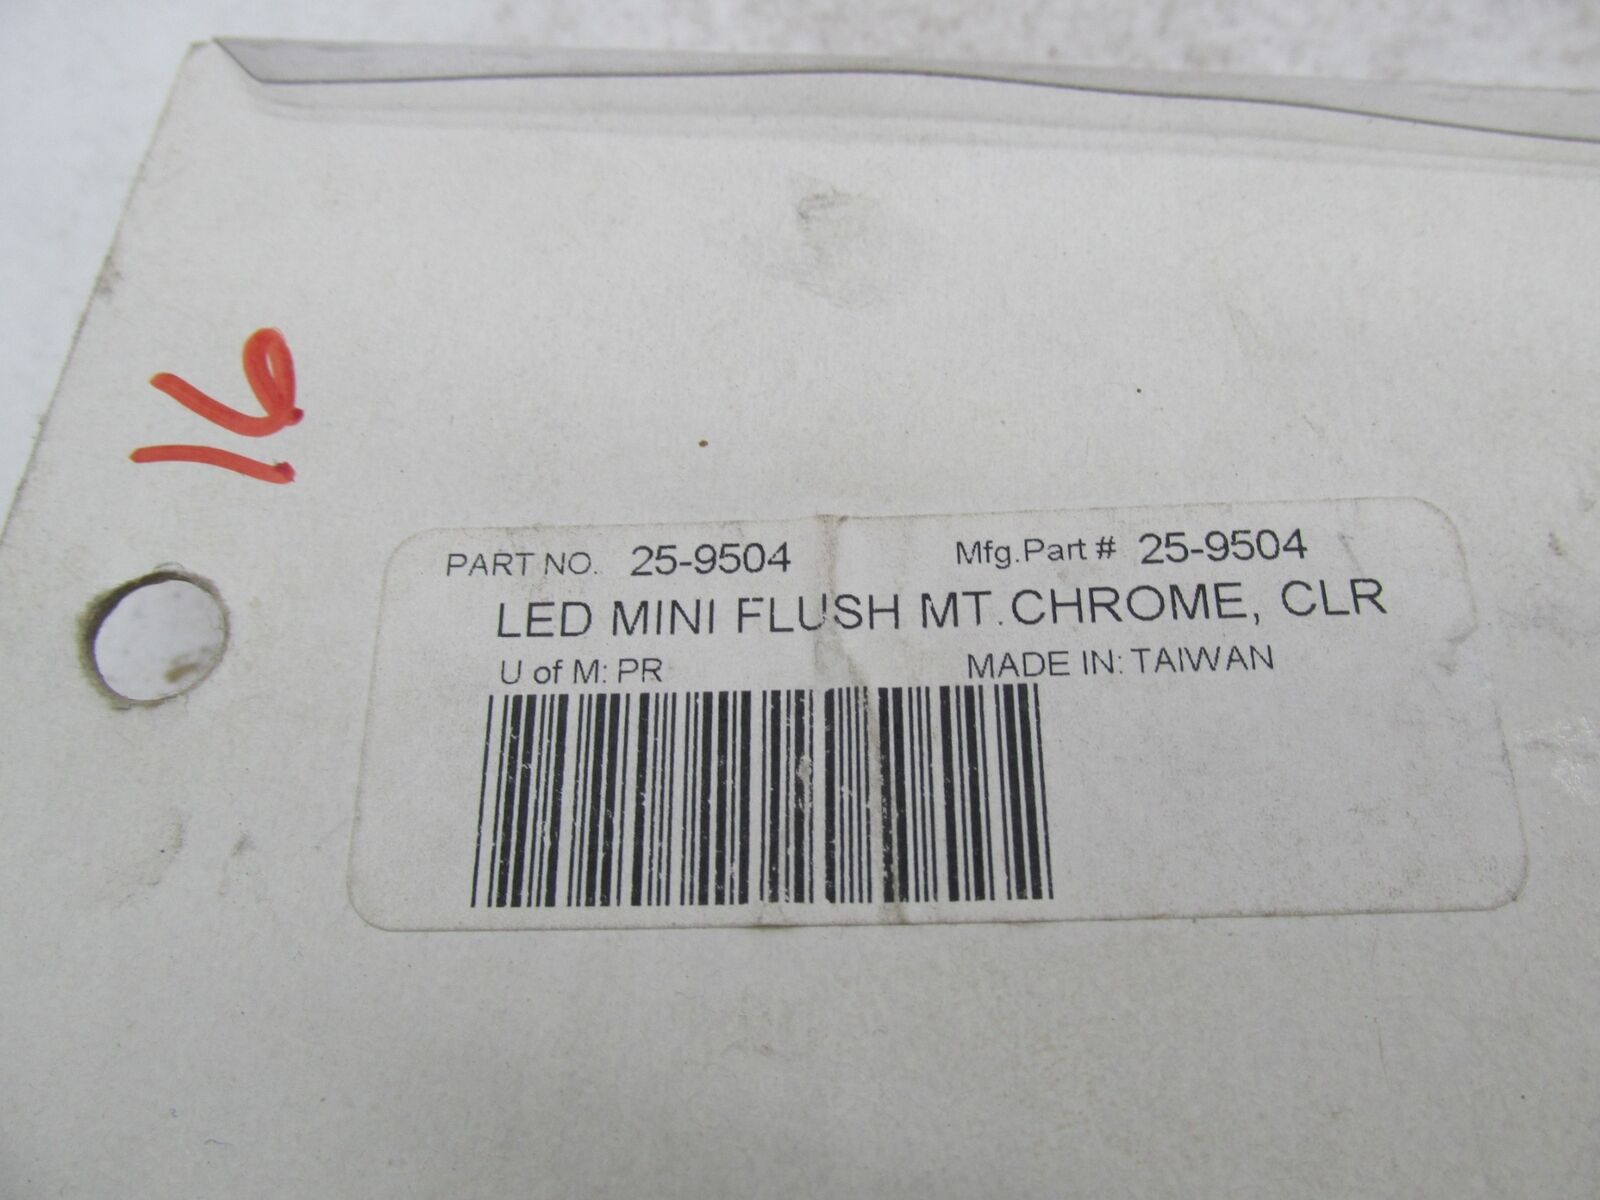 16
PART NO. 25-9504 Mfg.Part # 25-9504
LED MINI FLUSH MT.CHROME, CLR
U of M: PR MADE IN: TAIWAN